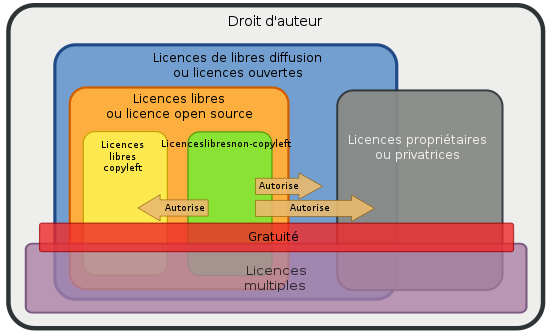 Droit d'auteur
Licences de libres diffusion
ou licences ouvertes
Licences libres
ou licence open source
Licences
libres
copyleft
Licenceslibresnon-copyleft
Licences propriétaires
ou privatrices
Autorise
Autorise
Autorise
Gratuité
Licences
multiples